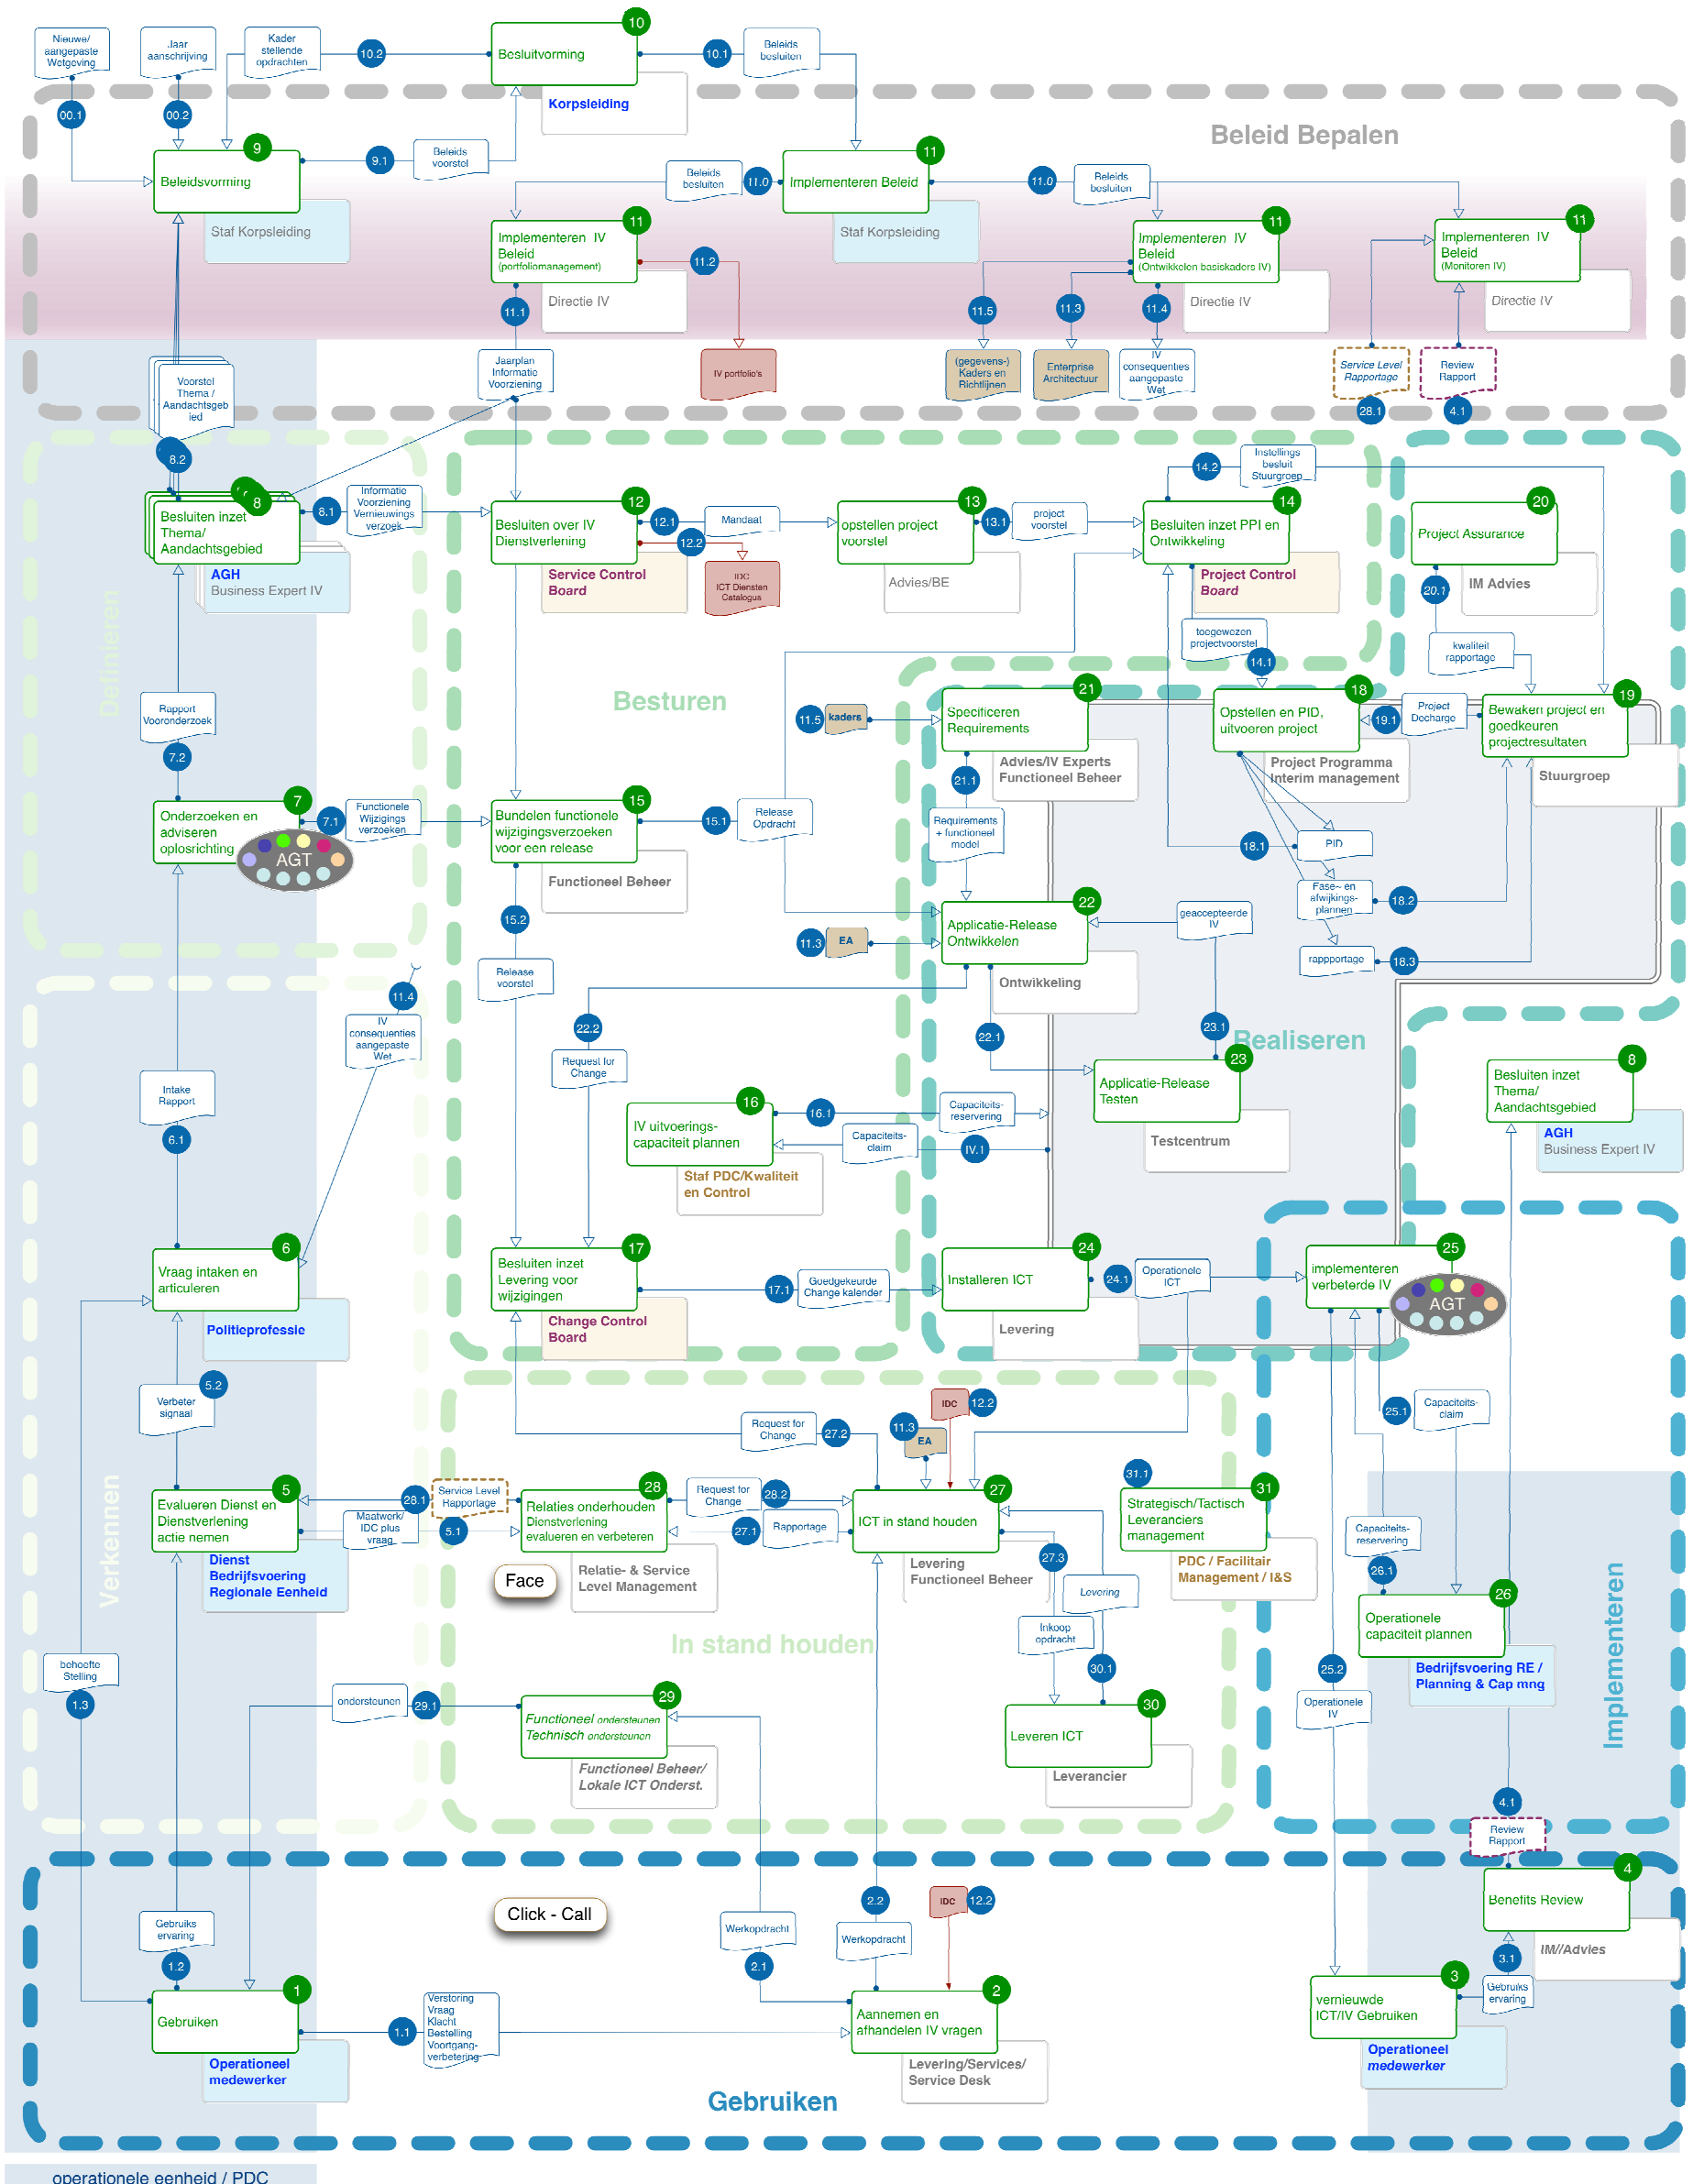 Nieuwe/
aangepaste
Wetgeving
Jaar
aanschrijving
Kader
stellende
opdrachten
10.2
10
Besluitvorming
Korpsleiding
10.1
Beleids
besluiten
00.1
00.2
Beleid Bepalen
9
Beleidsvorming
Staf Korpsleiding
9.1
Beleids
voorstel
Beleids
besluiten
11.0
11
Implementeren Beleid
Staf Korpsleiding
11.0
Beleids
besluiten
11
Implementeren IV
Beleid
(portfoliomanagement)
Directie IV
11.2
11.1
11
Implementeren IV
Beleid
(Ontwikkelen basiskaders IV)
Directie IV
11.5
11.3
11.4
11
Implementeren IV
Beleid
(Monitoren IV)
Directie IV
Voorstel
Thema /
Aandachtsgeb
ied
Jaarplan
Informatie
Voorziening
IV portfolio's
(gegevens-)
Kaders en
Richtlijnen
Enterprise
Architectuur
IV
consequenties
aangepaste
Wet
Service Level
Rapportage
Review
Rapport
28.1
4.1
8.2
8
Besluiten inzet
Thema/
Aandachtsgebied
AGH
Business Expert IV
8.1
Informatie
Voorziening
Vernieuwings
verzoek
12
Besluiten over IV
Dienstverlening
Service Control
Board
12.1
Mandaat
12.2
IDC
ICT Diensten
Catalogus
13
opstellen project
voorstel
Advies/BE
13.1
project
voorstel
14.2
Instellings
besluit
Stuurgroep
14
Besluiten inzet PPI en
Ontwikkeling
Project Control
Board
toegewezen
projectvoorstel
14.1
20
Project Assurance
IM Advies
20.1
kwaliteit
rapportage
Definieren
Besturen
Rapport
Vooronderzoek
7.2
11.5
kaders
21
Specificeren
Requirements
Advies/IV Experts
Functioneel Beheer
21.1
Requirements
+ functioneel
model
18
Opstellen en PID,
uitvoeren project
Project Programma
Interim management
19.1
Project
Decharge
19
Bewaken project en
goedkeuren
projectresultaten
Stuurgroep
7
Onderzoeken en
adviseren
oplosrichting
AGT
7.1
Functionele
Wijzigings
verzoeken
15
Bundelen functionele
wijzigingsverzoeken
voor een release
Functioneel Beheer
15.1
Release
Opdracht
15.2
Release
voorstel
18.1
PID
Fase~ en
afwijkings-
plannen
18.2
rappportage
18.3
11.3
EA
22
Applicatie-Release
Ontwikkelen
Ontwikkeling
geaccepteerde
IV
22.2
Request for
Change
22.1
23.1
Realiseren
23
Applicatie-Release
Testen
Testcentrum
11.4
IV
consequenties
aangepaste
Wet
Intake
Rapport
6.1
16
IV uitvoerings-
capaciteit plannen
Staf PDC/Kwaliteit
en Control
16.1
Capaciteits-
reservering
Capaciteits-
claim
IV.1
8
Besluiten inzet
Thema/
Aandachtsgebied
AGH
Business Expert IV
6
Vraag intaken en
articuleren
Politieprofessie
17
Besluiten inzet
Levering voor
wijzigingen
Change Control
Board
17.1
Goedgekeurde
Change kalender
24
Installeren ICT
Levering
24.1
Operationele
ICT
25
implementeren
verbeterde IV
AGT
5.2
Verbeter
signaal
Request for
Change
27.2
IDC
12.2
11.3
EA
25.1
Capaciteits-
claim
Verkennen
5
Evalueren Dienst en
Dienstverlening
actie nemen
Dienst
Bedrijfsvoering
Regionale Eenheid
28.1
Service Level
Rapportage
Maatwerk/
IDC plus
vraag
5.1
28
Relaties onderhouden
Dienstverlening
evalueren en verbeteren
Relatie- & Service
Level Management
Face
Request for
Change
28.2
27.1
Rapportage
27
ICT in stand houden
Levering
Functioneel Beheer
27.3
31.1
31
Strategisch/Tactisch
Leveranciers
management
PDC / Facilitair
Management / I&S
Levering
Inkoop
opdracht
30.1
Capaciteits-
reservering
26.1
26
Operationele
capaciteit plannen
Bedrijfsvoering RE /
Planning & Cap mng
Implementeren
In stand houden
behoefte
Stelling
1.3
25.2
Operationele
IV
ondersteunen
29.1
29
Functioneel ondersteunen
Technisch ondersteunen
Functioneel Beheer/
Lokale ICT Onderst.
30
Leveren ICT
Leverancier
4.1
Review
Rapport
4
Benefits Review
IM//Advies
Click - Call
Gebruiks
ervaring
1.2
Werkopdracht
2.1
2.2
Werkopdracht
IDC
12.2
3.1
Gebruiks
ervaring
1
Gebruiken
Operationeel
medewerker
1.1
Verstoring
Vraag
Klacht
Bestelling
Voortgang-
verbetering
2
Aannemen en
afhandelen IV vragen
Levering/Services/
Service Desk
3
vernieuwde
ICT/IV Gebruiken
Operationeel
medewerker
Gebruiken
operationele eenheid / PDC